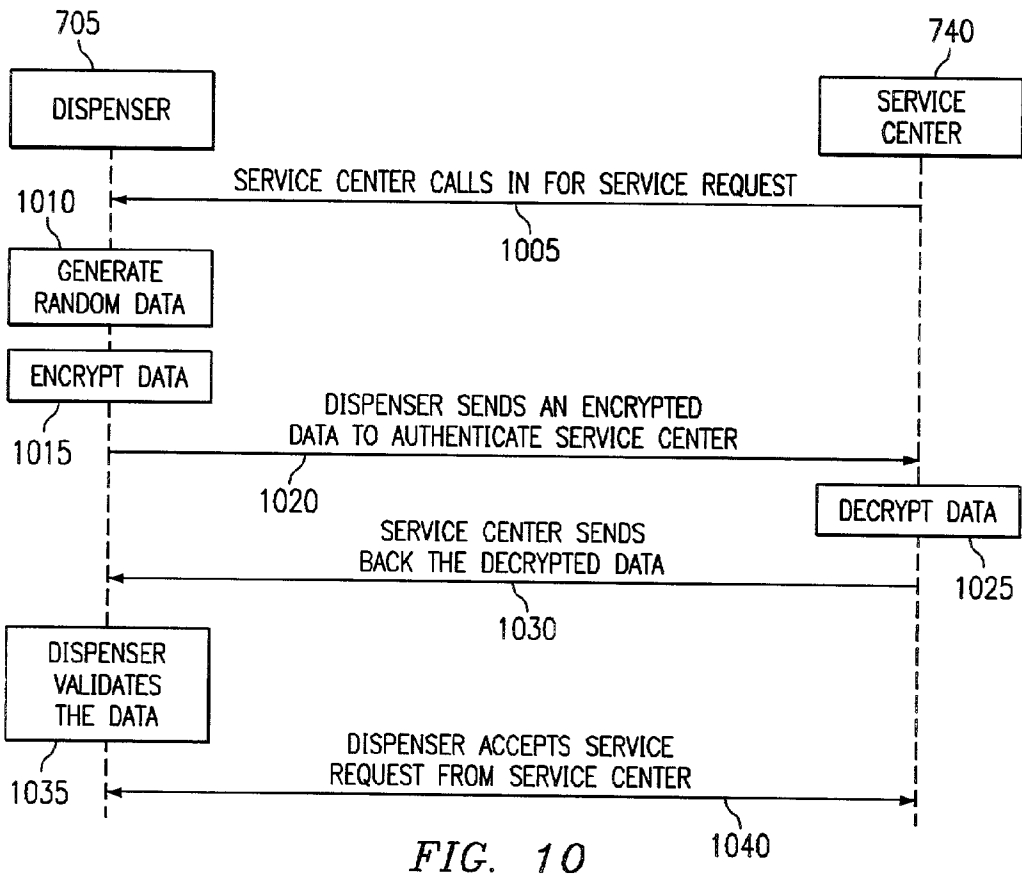 705
740
DISPENSER
SERVICE
CENTER
SERVICE CENTER CALLS IN FOR SERVICE REQUEST
1005
1010
GENERATE
RANDOM DATA
ENCRYPT DATA
1015
DISPENSER SENDS AN ENCRYPTED
DATA TO AUTHENTICATE SERVICE CENTER
1020
DECRYPT DATA
1025
SERVICE CENTER SENDS
BACK THE DECRYPTED DATA
1030
DISPENSER
VALIDATES
THE DATA
1035
DISPENSER ACCEPTS SERVICE
REQUEST FROM SERVICE CENTER
1040
FIG. 10